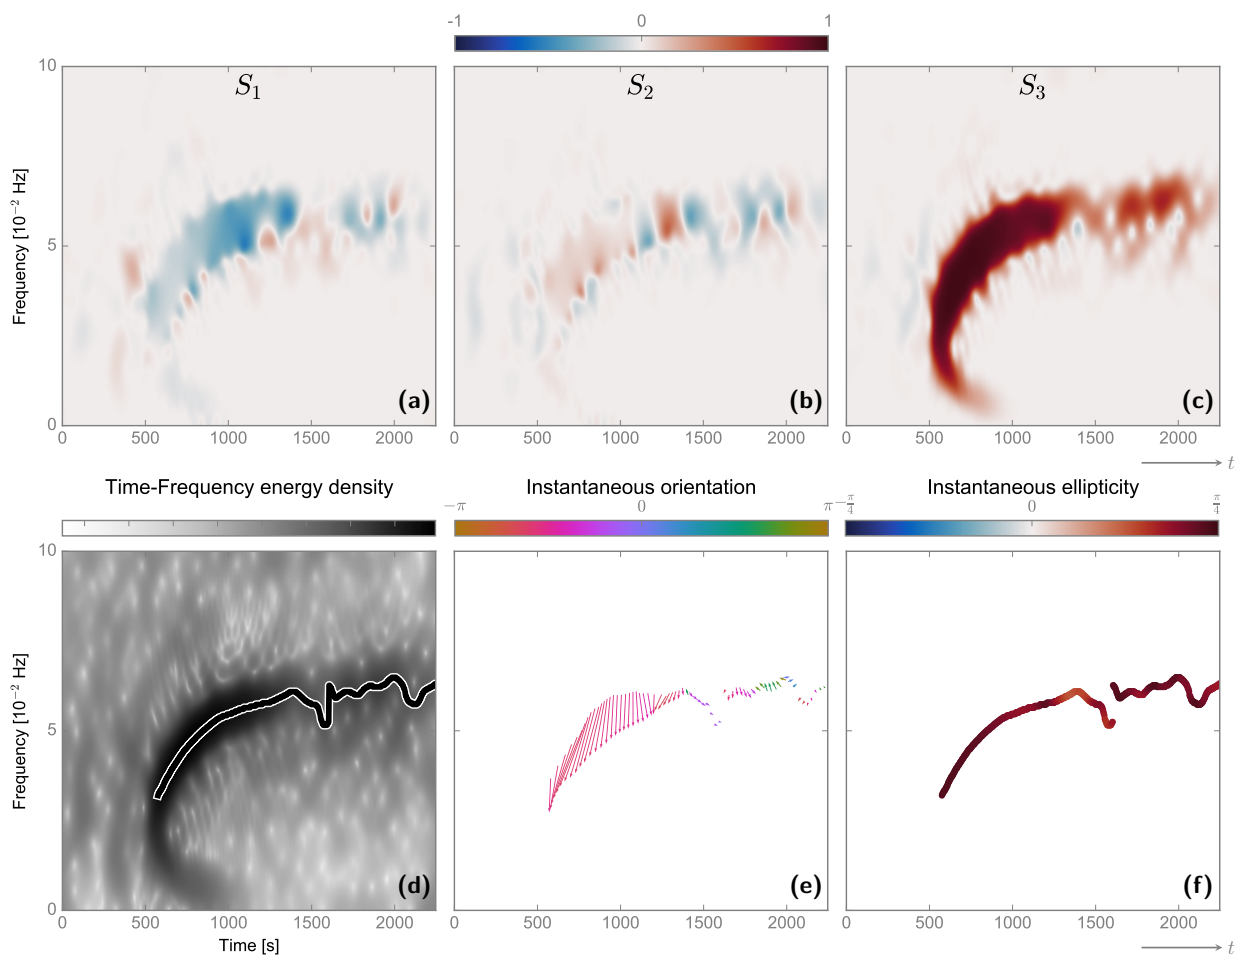 -1 0 1
10 S₁ S₂ S₃
Frequency [10⁻² Hz]
5 5
0 (a) (b) (c)
0 500 1000 1500 2000 0 500 1000 1500 2000 0 500 1000 1500 2000
t
Time-Frequency energy density Instantaneous orientation Instantaneous ellipticity
−π 0 π −π/4 0 π/4
10
Frequency [10⁻² Hz]
5
0 (d) (e) (f)
0 500 1000 1500 2000 0 500 1000 1500 2000 0 500 1000 1500 2000
Time [s] t